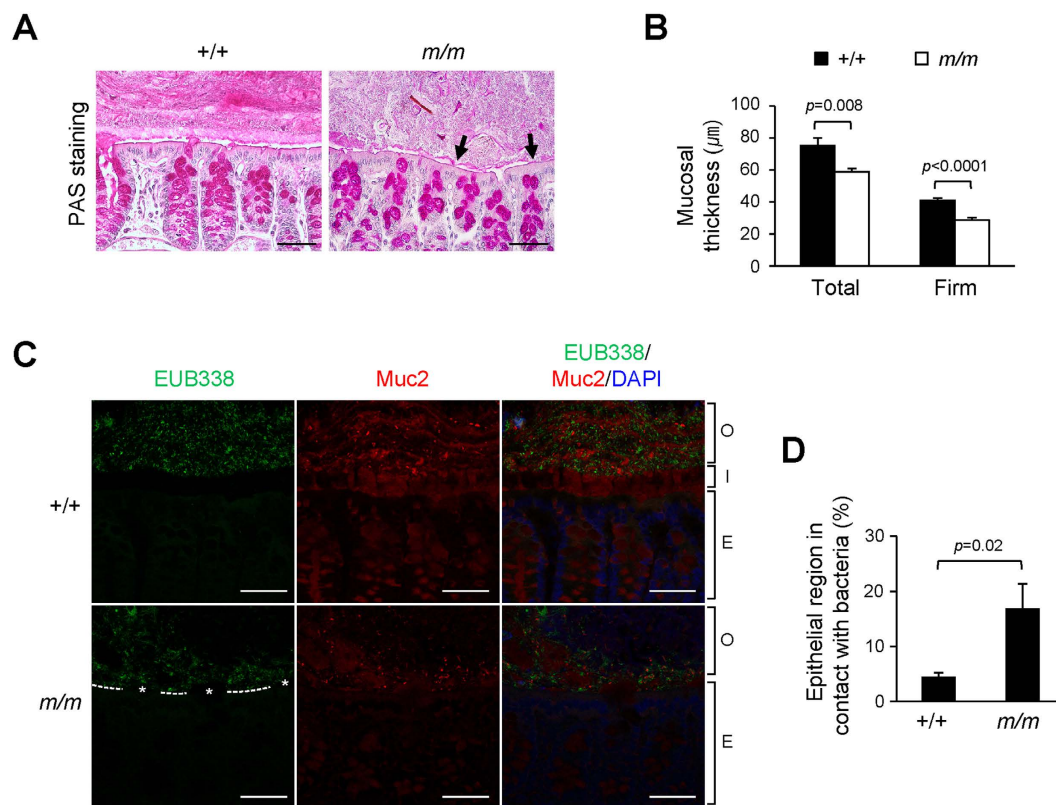 A
+/+
m/m
PAS staining
B
+/+
m/m
Mucosal
thickness (㎛)
100
80
60
40
20
0
p=0.008
p<0.0001
Total
Firm
C
EUB338
Muc2
EUB338/
Muc2/DAPI
+/+
O
I
E
m/m
* * *
O
E
D
Epithelial region in
contact with bacteria (%)
30
20
10
0
p=0.02
+/+
m/m